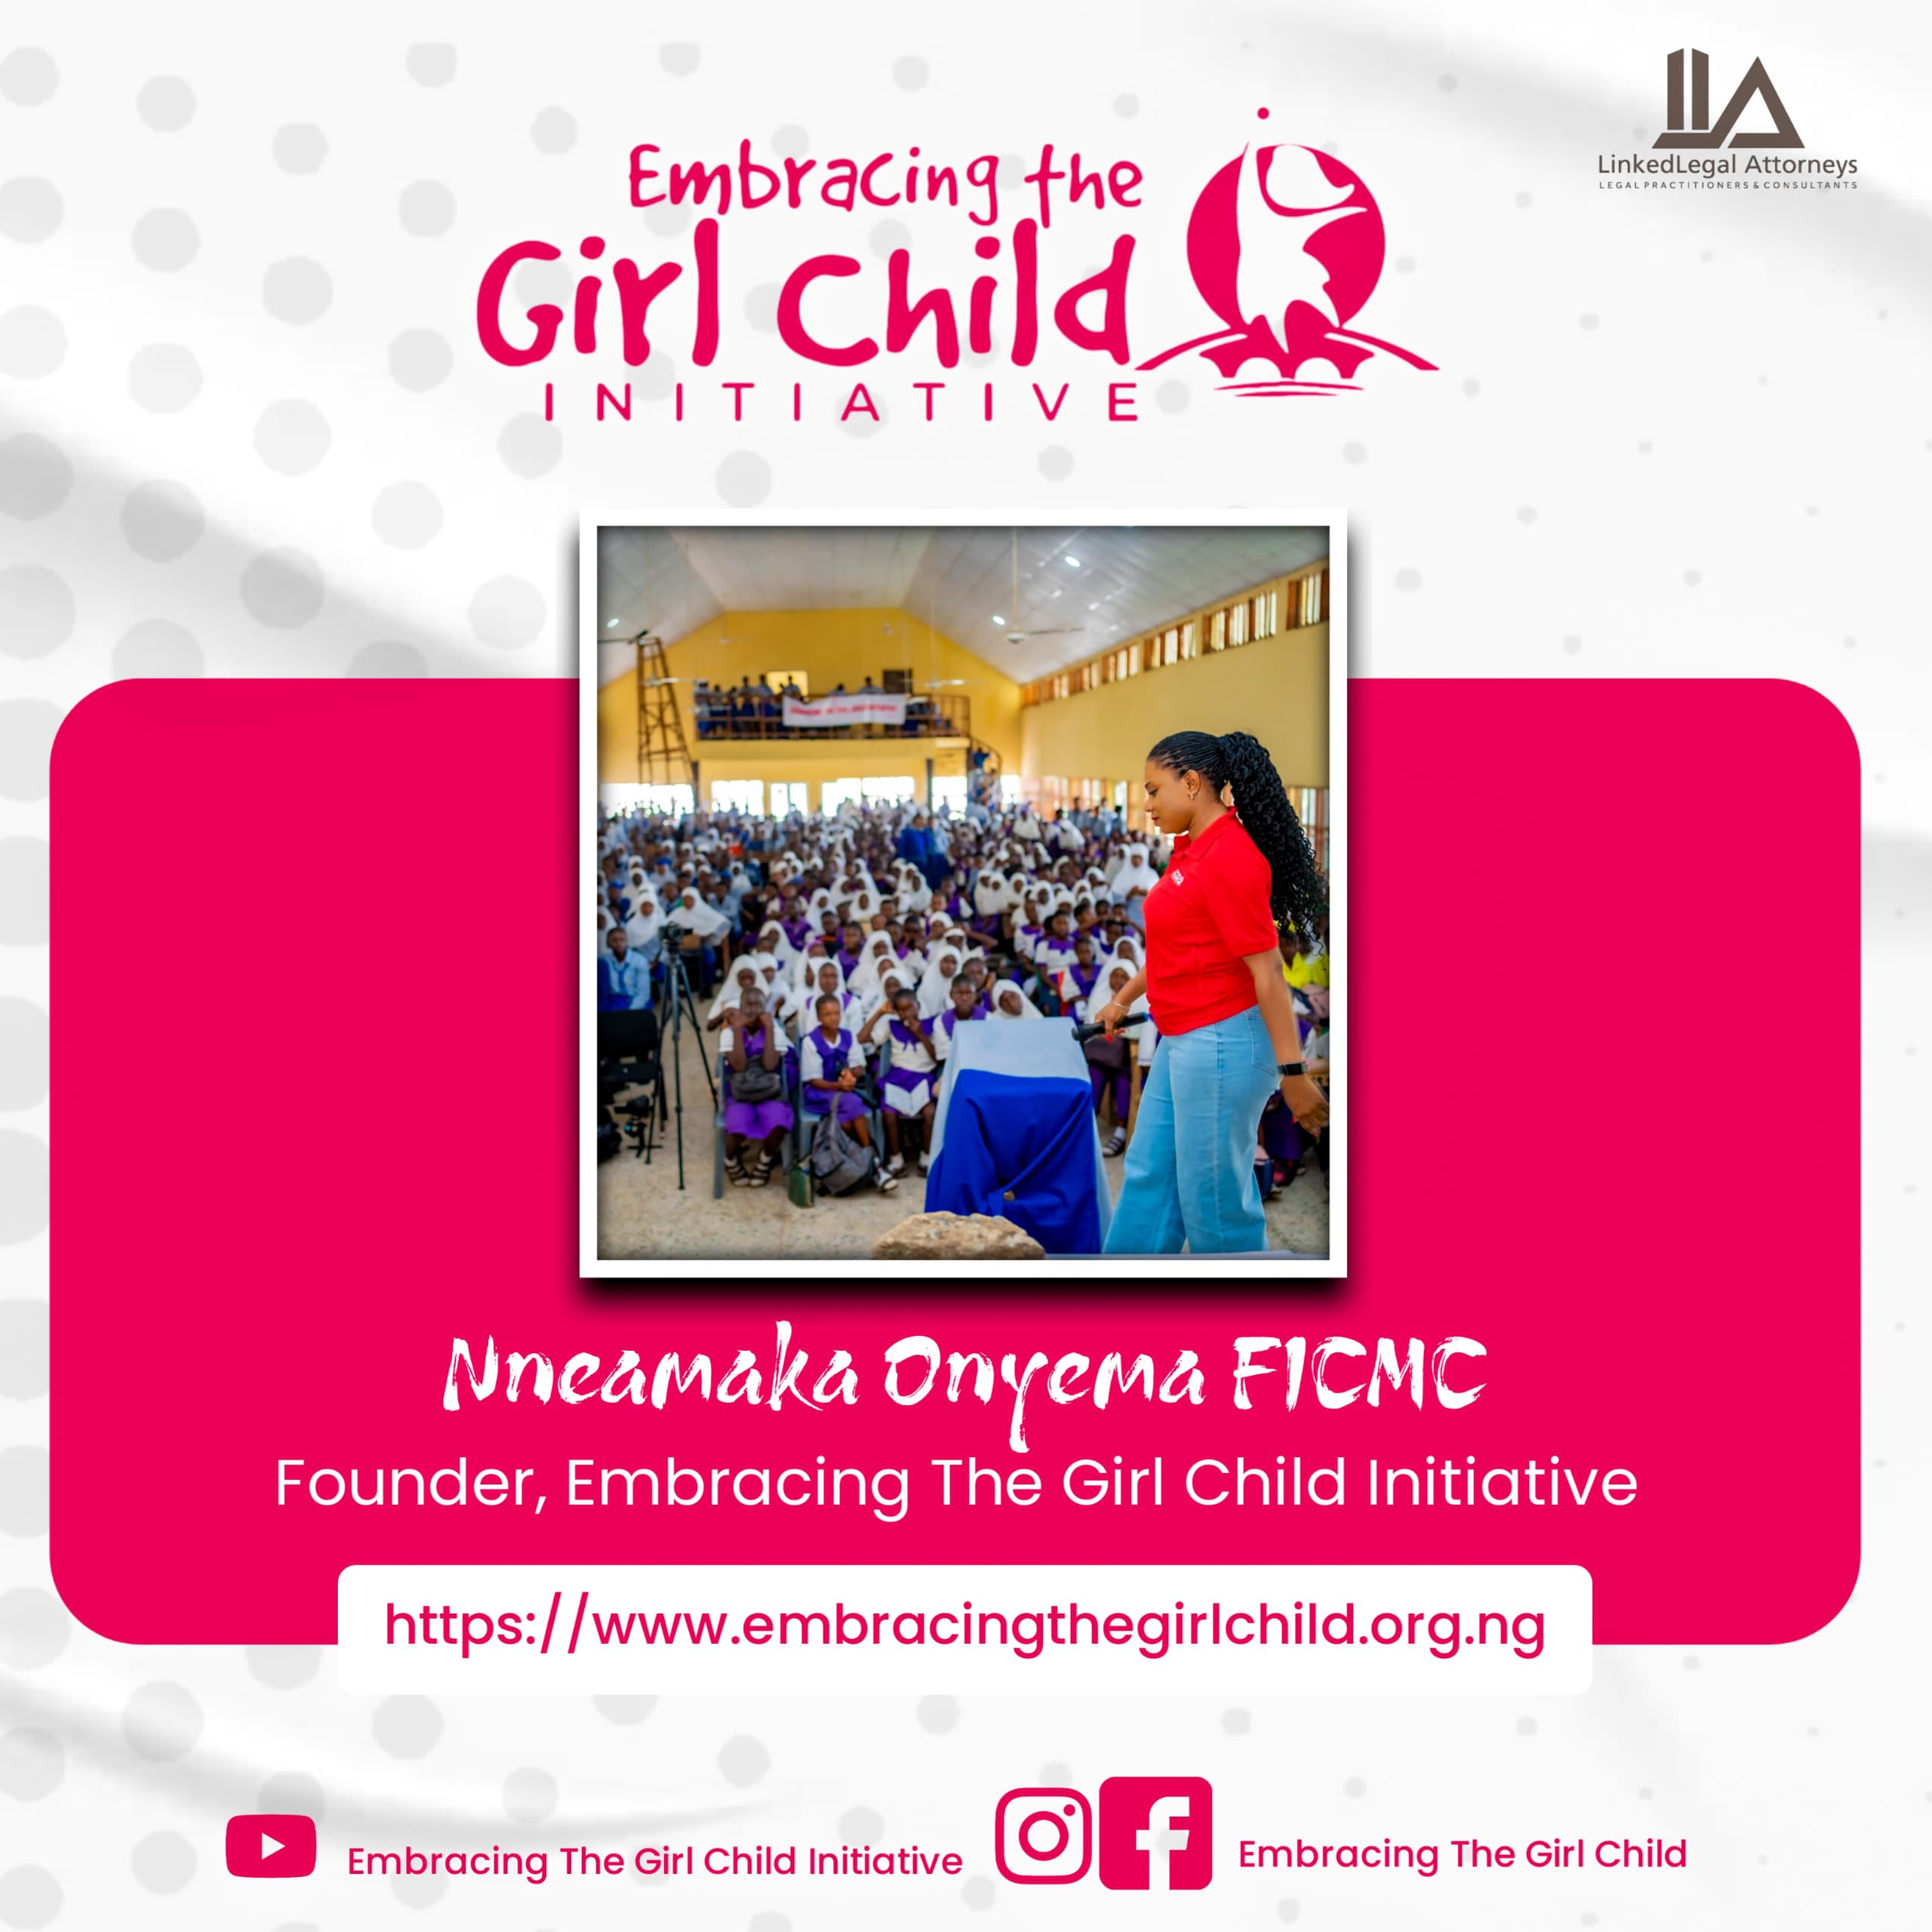 LinkedLegal Attorneys
LEGAL PRACTITIONERS & CONSULTANTS
Embracing the
Girl Child
INITIATIVE
Nneamaka Onyema FICMC
Founder, Embracing The Girl Child Initiative
https://www.embracingthegirlchild.org.ng
Embracing The Girl Child Initiative
Embracing The Girl Child